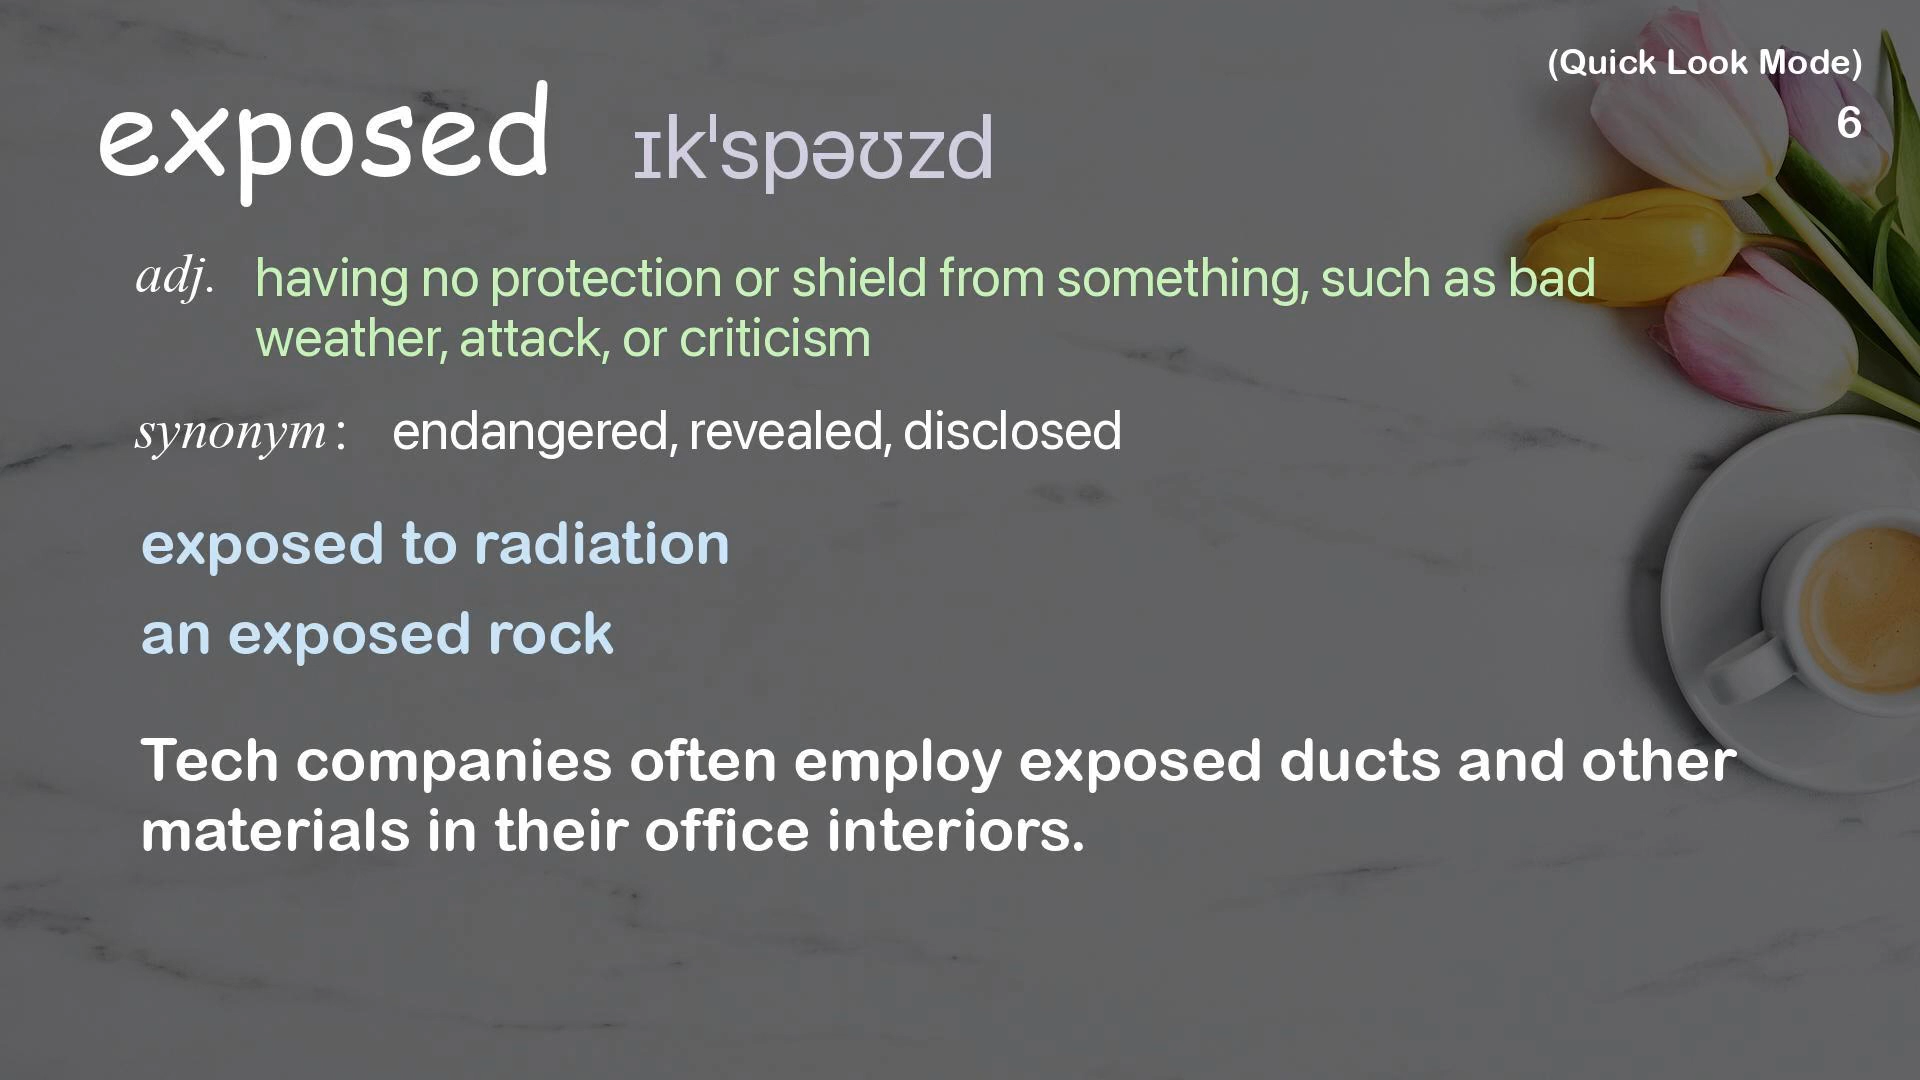 (Quick Look Mode)
6
exposed ɪk'spəʊzd
adj. having no protection or shield from something, such as bad
weather, attack, or criticism
synonym: endangered, revealed, disclosed
exposed to radiation
an exposed rock
Tech companies often employ exposed ducts and other
materials in their office interiors.